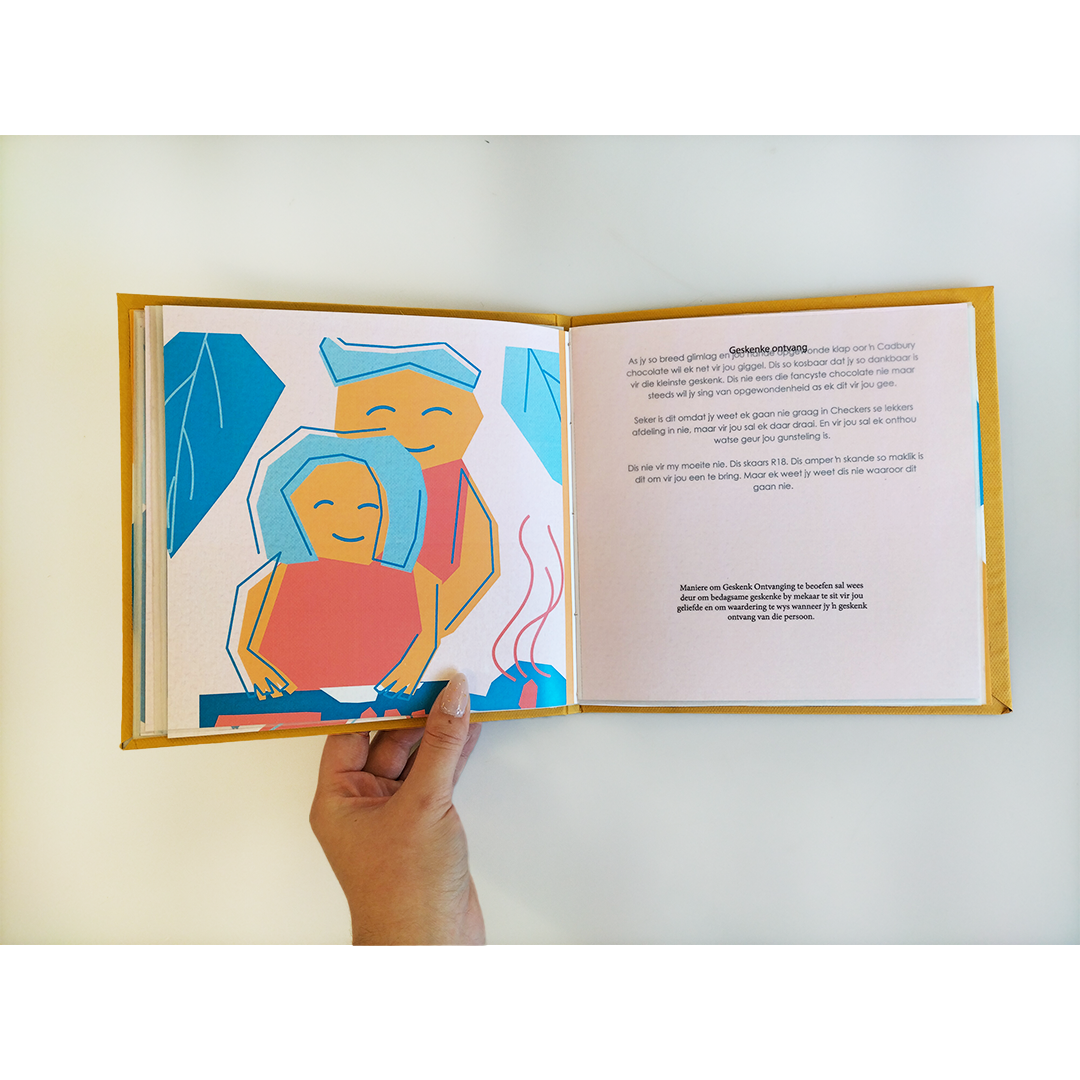 Geskenke ontvang
As jy so breed glimlag en jou hande opgewonde klap oor 'n Cadbury
chocolate wil ek net vir jou giggel. Dis so kosbaar dat jy so dankbaar is
vir die kleinste geskenk. Dis nie eers die fancyste chocolate nie maar
steeds wil jy sing van opgewondenheid as ek dit vir jou gee.
Seker is dit omdat jy weet ek gaan nie graag in Checkers se lekkers
afdeling in nie, maar vir jou sal ek daar draai. En vir jou sal ek onthou
watse geur jou gunsteling is.
Dis nie vir my moeite nie. Dis skaars R18. Dis amper 'n skande so maklik is
dit om vir jou een te bring. Maar ek weet jy weet dis nie waaroor dit
gaan nie.
Maniere om Geskenk Ontvanging te beoefen sal wees
deur om bedagsame geskenke by mekaar te sit vir jou
geliefde en om waardering te wys wanneer jy 'n geskenk
ontvang van die persoon.